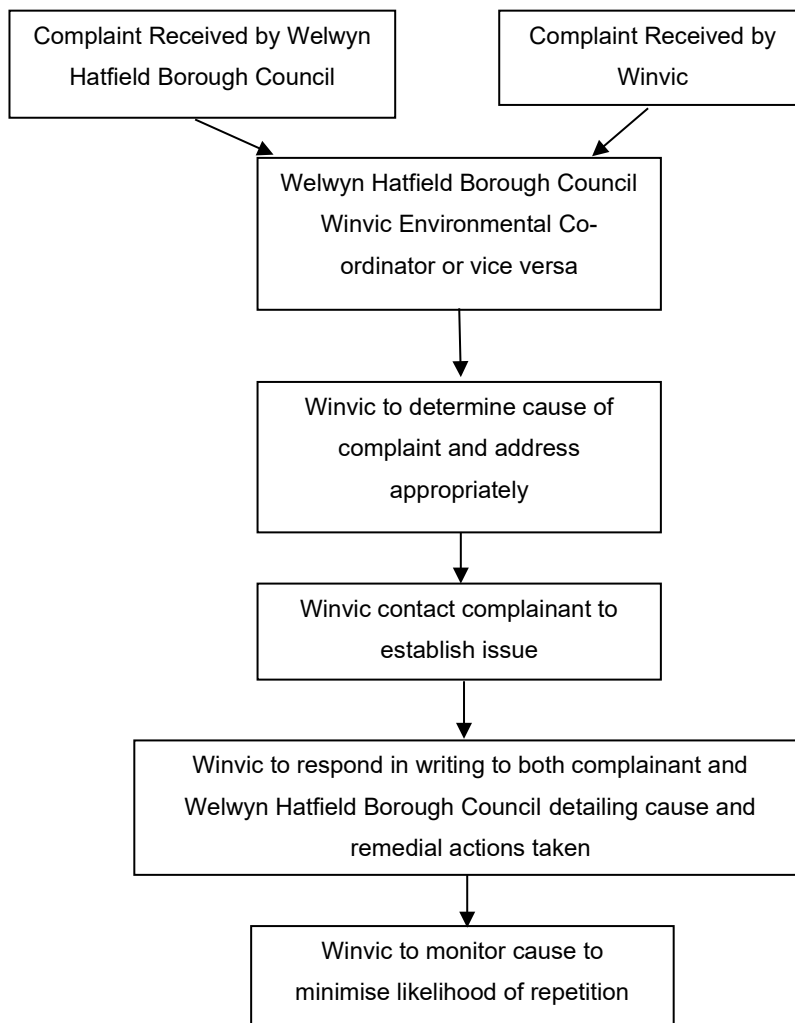 Complaint Received by Welwyn
Hatfield Borough Council
Complaint Received by
Winvic
Welwyn Hatfield Borough Council
Winvic Environmental Co-
ordinator or vice versa
Winvic to determine cause of
complaint and address
appropriately
Winvic contact complainant to
establish issue
Winvic to respond in writing to both complainant and
Welwyn Hatfield Borough Council detailing cause and
remedial actions taken
Winvic to monitor cause to
minimise likelihood of repetition